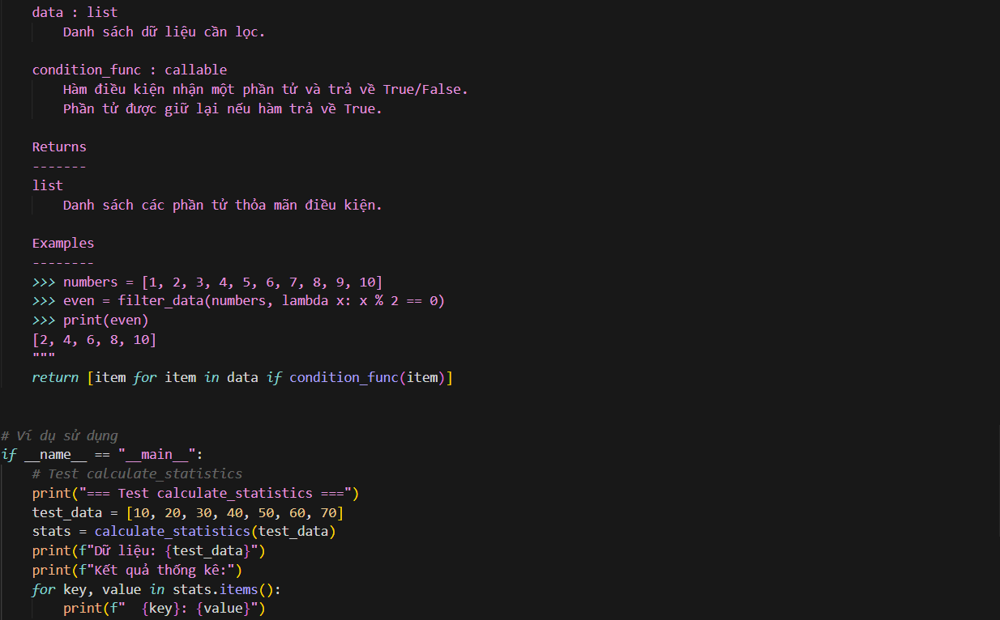 data : list
Danh sách dữ liệu cần lọc.
condition_func : callable
Hàm điều kiện nhận một phần tử và trả về True/False.
Phần tử được giữ lại nếu hàm trả về True.
Returns
-------
list
Danh sách các phần tử thỏa mãn điều kiện.
Examples
--------
>>> numbers = [1, 2, 3, 4, 5, 6, 7, 8, 9, 10]
>>> even = filter_data(numbers, lambda x: x % 2 == 0)
>>> print(even)
[2, 4, 6, 8, 10]
"""
return [item for item in data if condition_func(item)]
# Ví dụ sử dụng
if __name__ == "__main__":
# Test calculate_statistics
print("=== Test calculate_statistics ===")
test_data = [10, 20, 30, 40, 50, 60, 70]
stats = calculate_statistics(test_data)
print(f"Dữ liệu: {test_data}")
print(f"Kết quả thống kê:")
for key, value in stats.items():
print(f"  {key}: {value}")